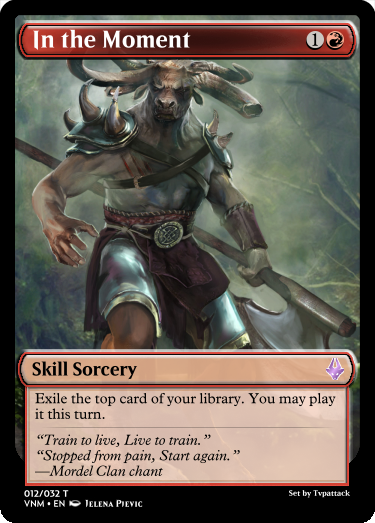 In the Moment 1
Skill Sorcery
Exile the top card of your library. You may play
it this turn.
“Train to live, Live to train.”
“Stopped from pain, Start again.”
—Mordel Clan chant
012/032 T Set by Tvpattack
VNM • EN Jelena Pjevic